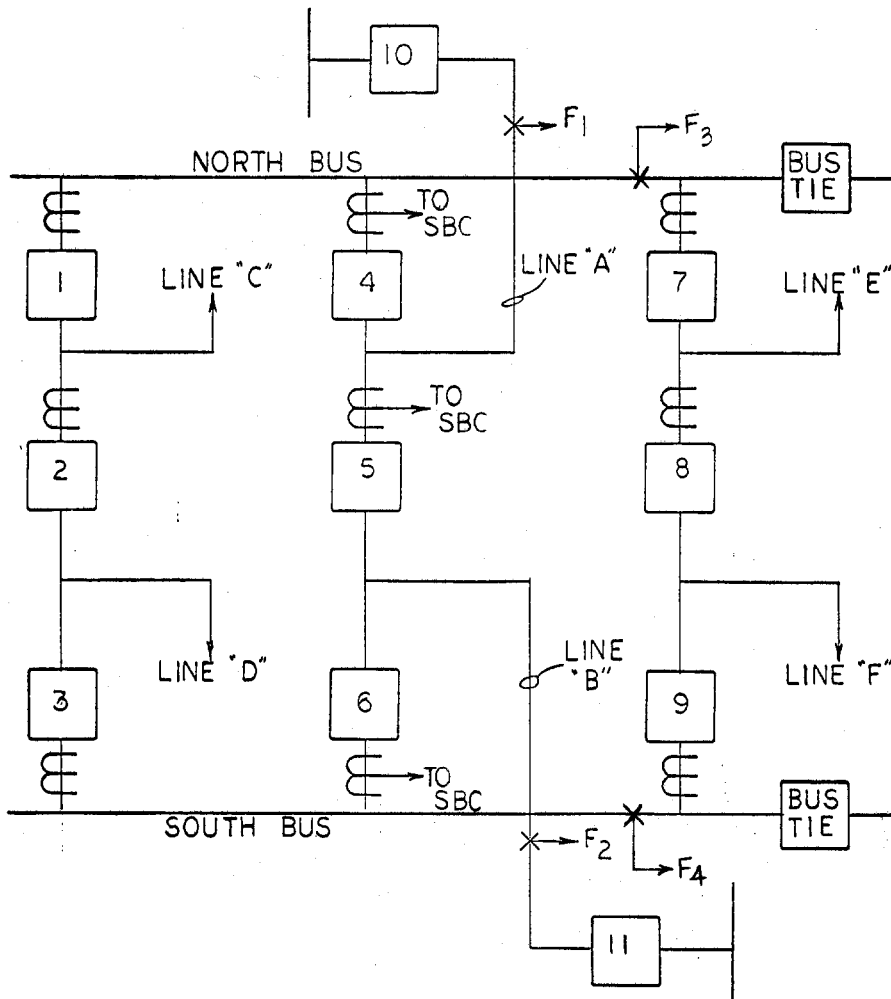 10
F1
F3
NORTH BUS
BUS
TIE
TO
SBC
1
LINE "C"
4
LINE "A"
7
LINE "E"
TO
SBC
2
5
8
LINE "D"
LINE
"B"
LINE "F"
3
6
9
TO
SBC
SOUTH BUS
BUS
TIE
F2
F4
11